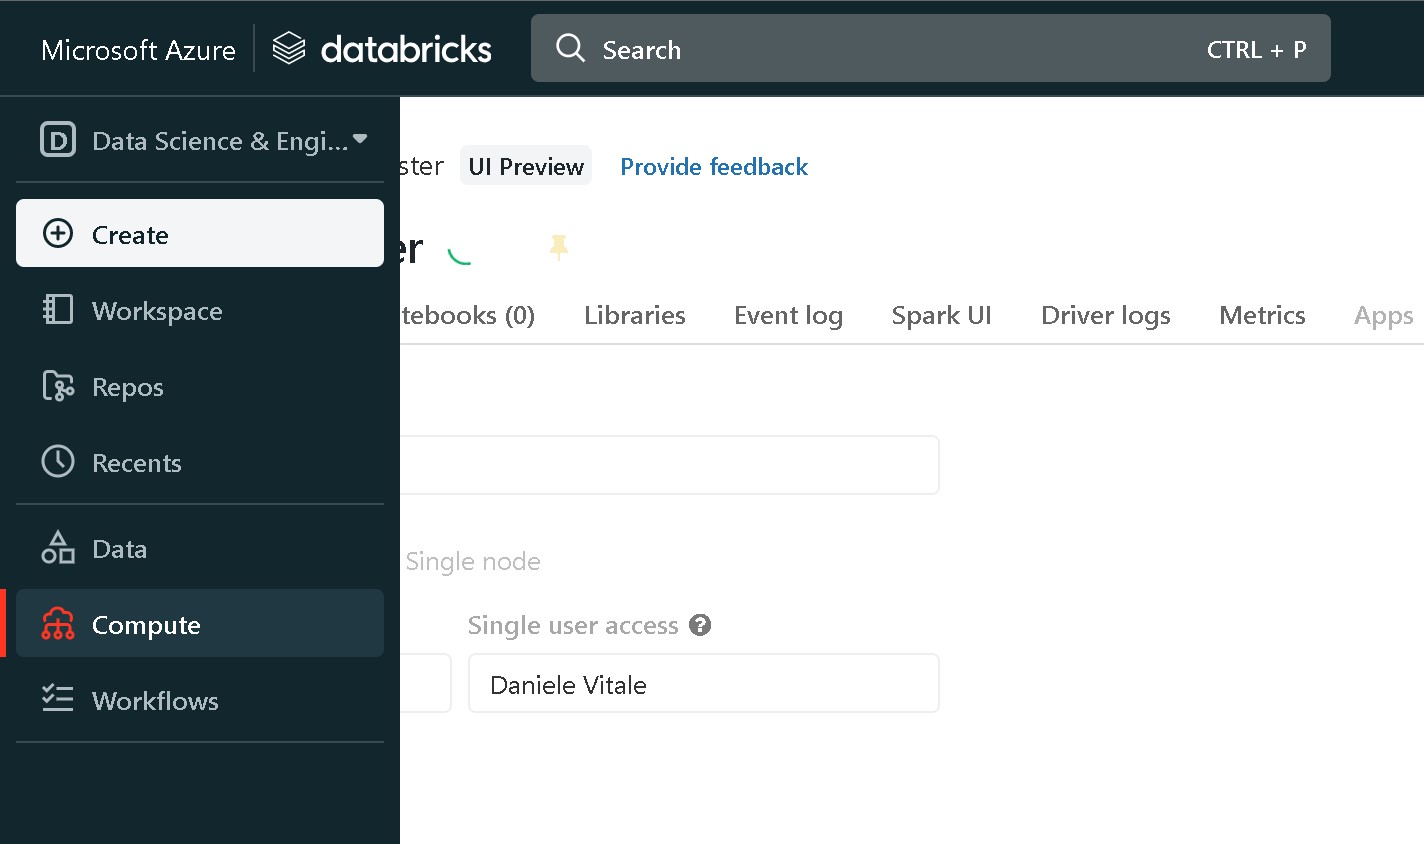 Microsoft Azure databricks Search CTRL + P
Data Science & Engi...
ster UI Preview Provide feedback
Create
er
Workspace
tebooks (0) Libraries Event log Spark UI Driver logs Metrics Apps
Repos
Recents
Data
Single node
Compute
Single user access
Workflows
Daniele Vitale